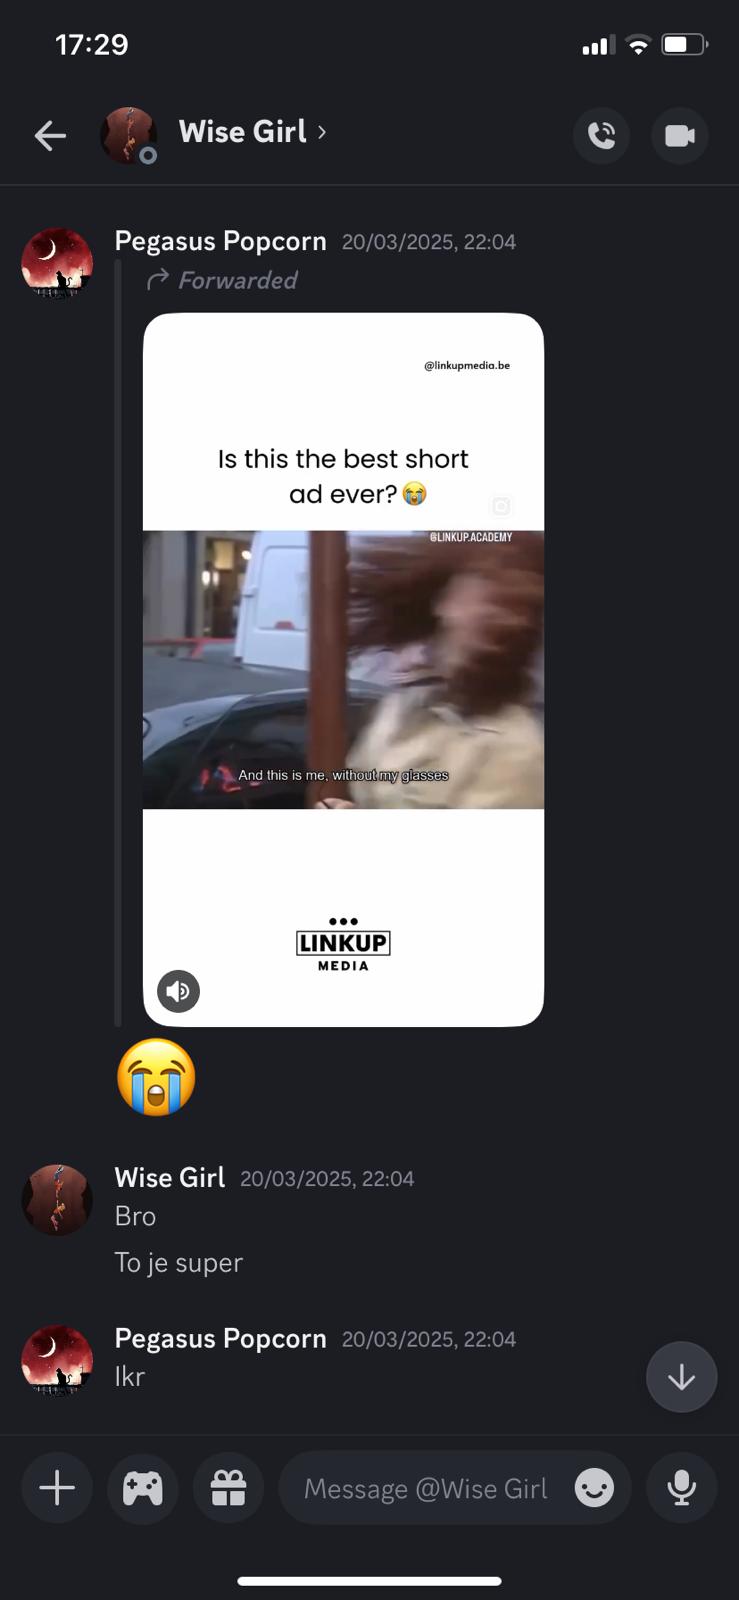 17:29
Wise Girl
Pegasus Popcorn 20/03/2025, 22:04
Forwarded
@linkupmedia.be
Is this the best short
ad ever?😭
@LINKUP.ACADEMY
And this is me, without my glasses
LINKUP
MEDIA
😭
Wise Girl 20/03/2025, 22:04
Bro
To je super
Pegasus Popcorn 20/03/2025, 22:04
Ikr
Message @Wise Girl